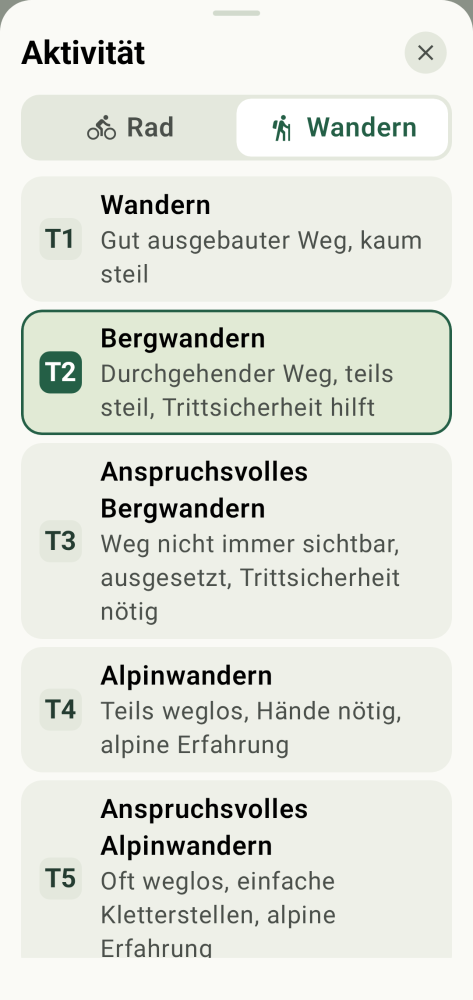 Aktivität
Rad
Wandern
T1
Wandern
Gut ausgebauter Weg, kaum
steil
T2
Bergwandern
Durchgehender Weg, teils
steil, Trittsicherheit hilft
T3
Anspruchsvolles
Bergwandern
Weg nicht immer sichtbar,
ausgesetzt, Trittsicherheit
nötig
T4
Alpinwandern
Teils weglos, Hände nötig,
alpine Erfahrung
T5
Anspruchsvolles
Alpinwandern
Oft weglos, einfache
Kletterstellen, alpine
Erfahrung